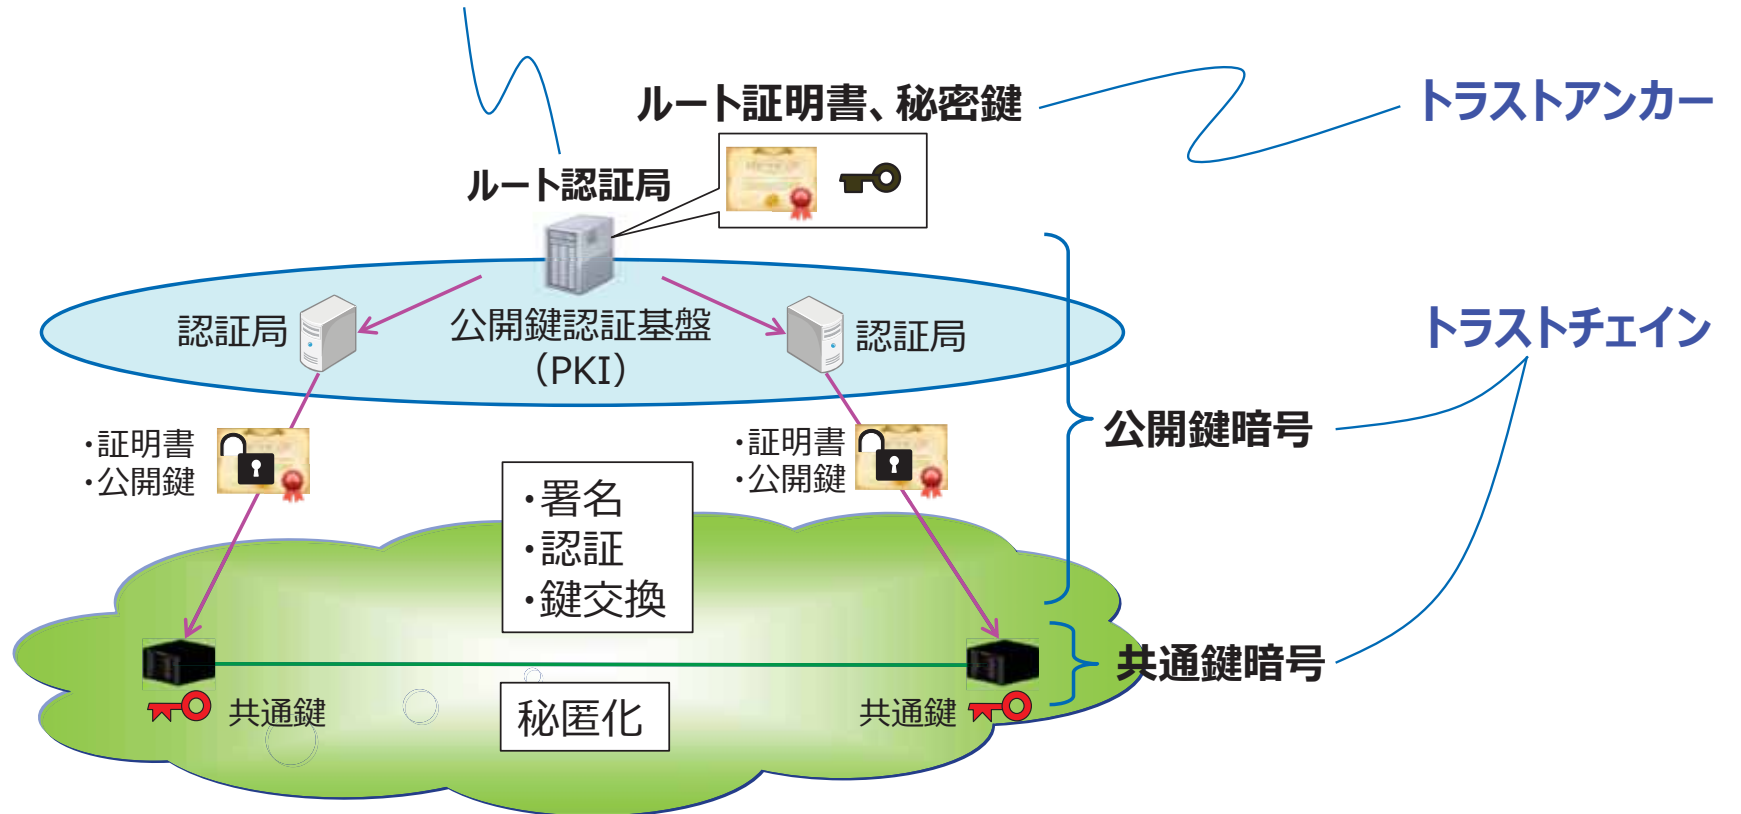 ルート証明書、秘密鍵
トラストアンカー
ルート認証局
認証局
公開鍵認証基盤
（PKI）
認証局
トラストチェイン
・証明書
・公開鍵
・証明書
・公開鍵
公開鍵暗号
・署名
・認証
・鍵交換
共通鍵暗号
共通鍵
秘匿化
共通鍵